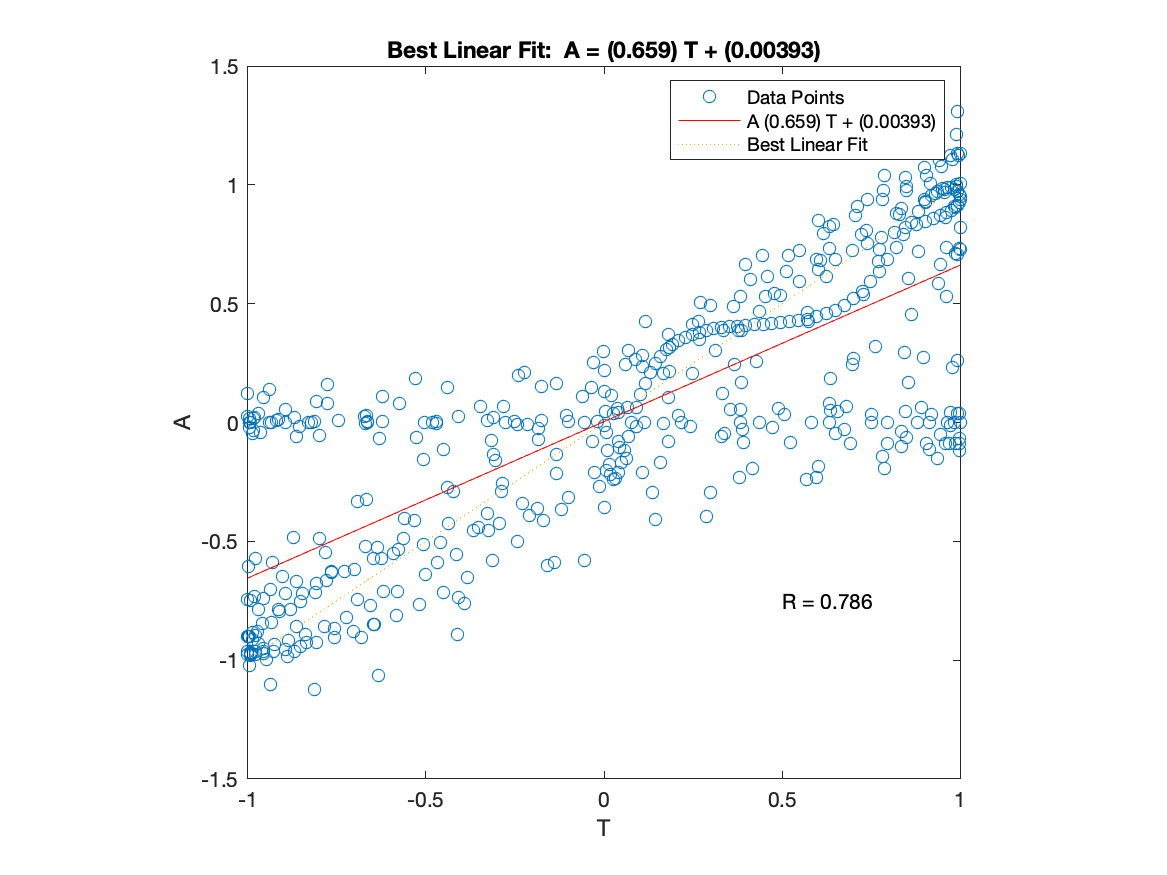 Best Linear Fit:  A = (0.659) T + (0.00393)
1.5
Data Points
A (0.659) T + (0.00393)
Best Linear Fit
1
0.5
A
0
-0.5
R = 0.786
-1
-1.5
-1 -0.5 0 0.5 1
T